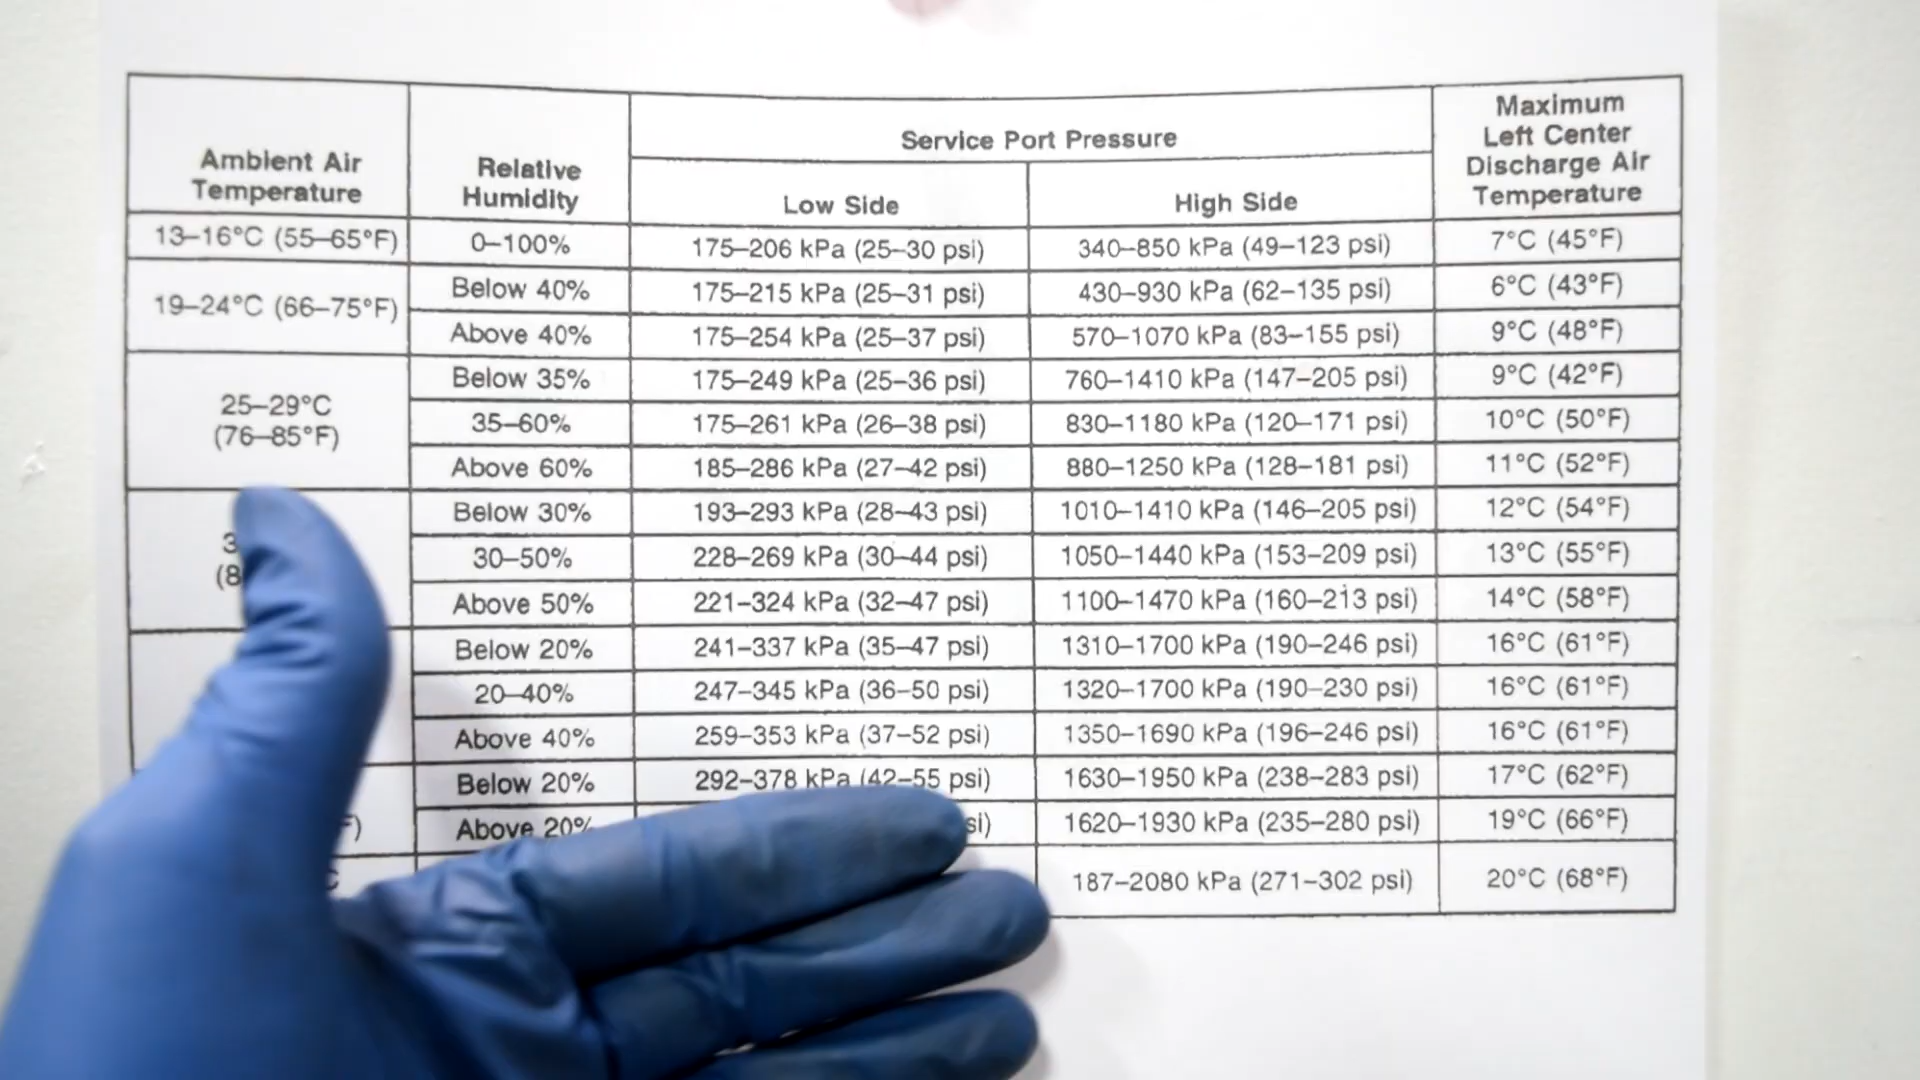 Ambient Air
Temperature
Relative
Humidity
Service Port Pressure
Low Side
High Side
Maximum
Left Center
Discharge Air
Temperature
13–16°C (55–65°F)
0–100%
175–206 kPa (25–30 psi)
340–850 kPa (49–123 psi)
7°C (45°F)
19–24°C (66–75°F)
Below 40%
175–215 kPa (25–31 psi)
430–930 kPa (62–135 psi)
6°C (43°F)
Above 40%
175–254 kPa (25–37 psi)
570–1070 kPa (83–155 psi)
9°C (48°F)
25–29°C
(76–85°F)
Below 35%
175–249 kPa (25–36 psi)
760–1410 kPa (147–205 psi)
9°C (42°F)
35–60%
175–261 kPa (26–38 psi)
830–1180 kPa (120–171 psi)
10°C (50°F)
Above 60%
185–286 kPa (27–42 psi)
880–1250 kPa (128–181 psi)
11°C (52°F)
Below 30%
193–293 kPa (28–43 psi)
1010–1410 kPa (146–205 psi)
12°C (54°F)
30–50%
228–269 kPa (30–44 psi)
1050–1440 kPa (153–209 psi)
13°C (55°F)
Above 50%
221–324 kPa (32–47 psi)
1100–1470 kPa (160–213 psi)
14°C (58°F)
Below 20%
241–337 kPa (35–47 psi)
1310–1700 kPa (190–246 psi)
16°C (61°F)
20–40%
247–345 kPa (36–50 psi)
1320–1700 kPa (190–230 psi)
16°C (61°F)
Above 40%
259–353 kPa (37–52 psi)
1350–1690 kPa (196–246 psi)
16°C (61°F)
Below 20%
292–378 kPa (42–55 psi)
1630–1950 kPa (238–283 psi)
17°C (62°F)
Above 20%
1620–1930 kPa (235–280 psi)
19°C (66°F)
187–2080 kPa (271–302 psi)
20°C (68°F)